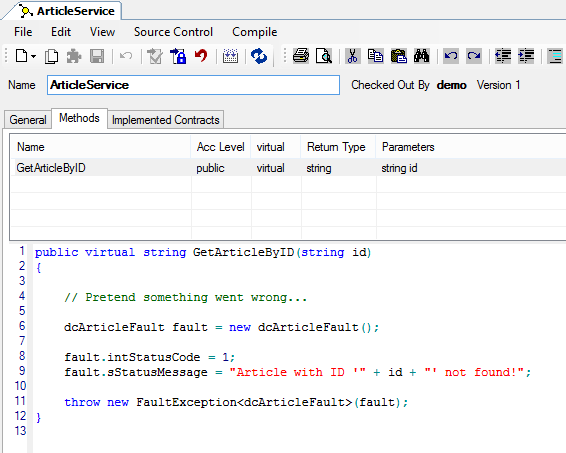 ArticleService
File Edit View Source Control Compile
Name ArticleService Checked Out By demo Version 1
General Methods Implemented Contracts
Name Acc Level virtual Return Type Parameters
GetArticleByID public virtual string string id
1 public virtual string GetArticleByID(string id)
2 {
3
4 // Pretend something went wrong...
5
6 dcArticleFault fault = new dcArticleFault();
7
8 fault.intStatusCode = 1;
9 fault.sStatusMessage = "Article with ID '" + id + "' not found!";
10
11 throw new FaultException<dcArticleFault>(fault);
12 }
13